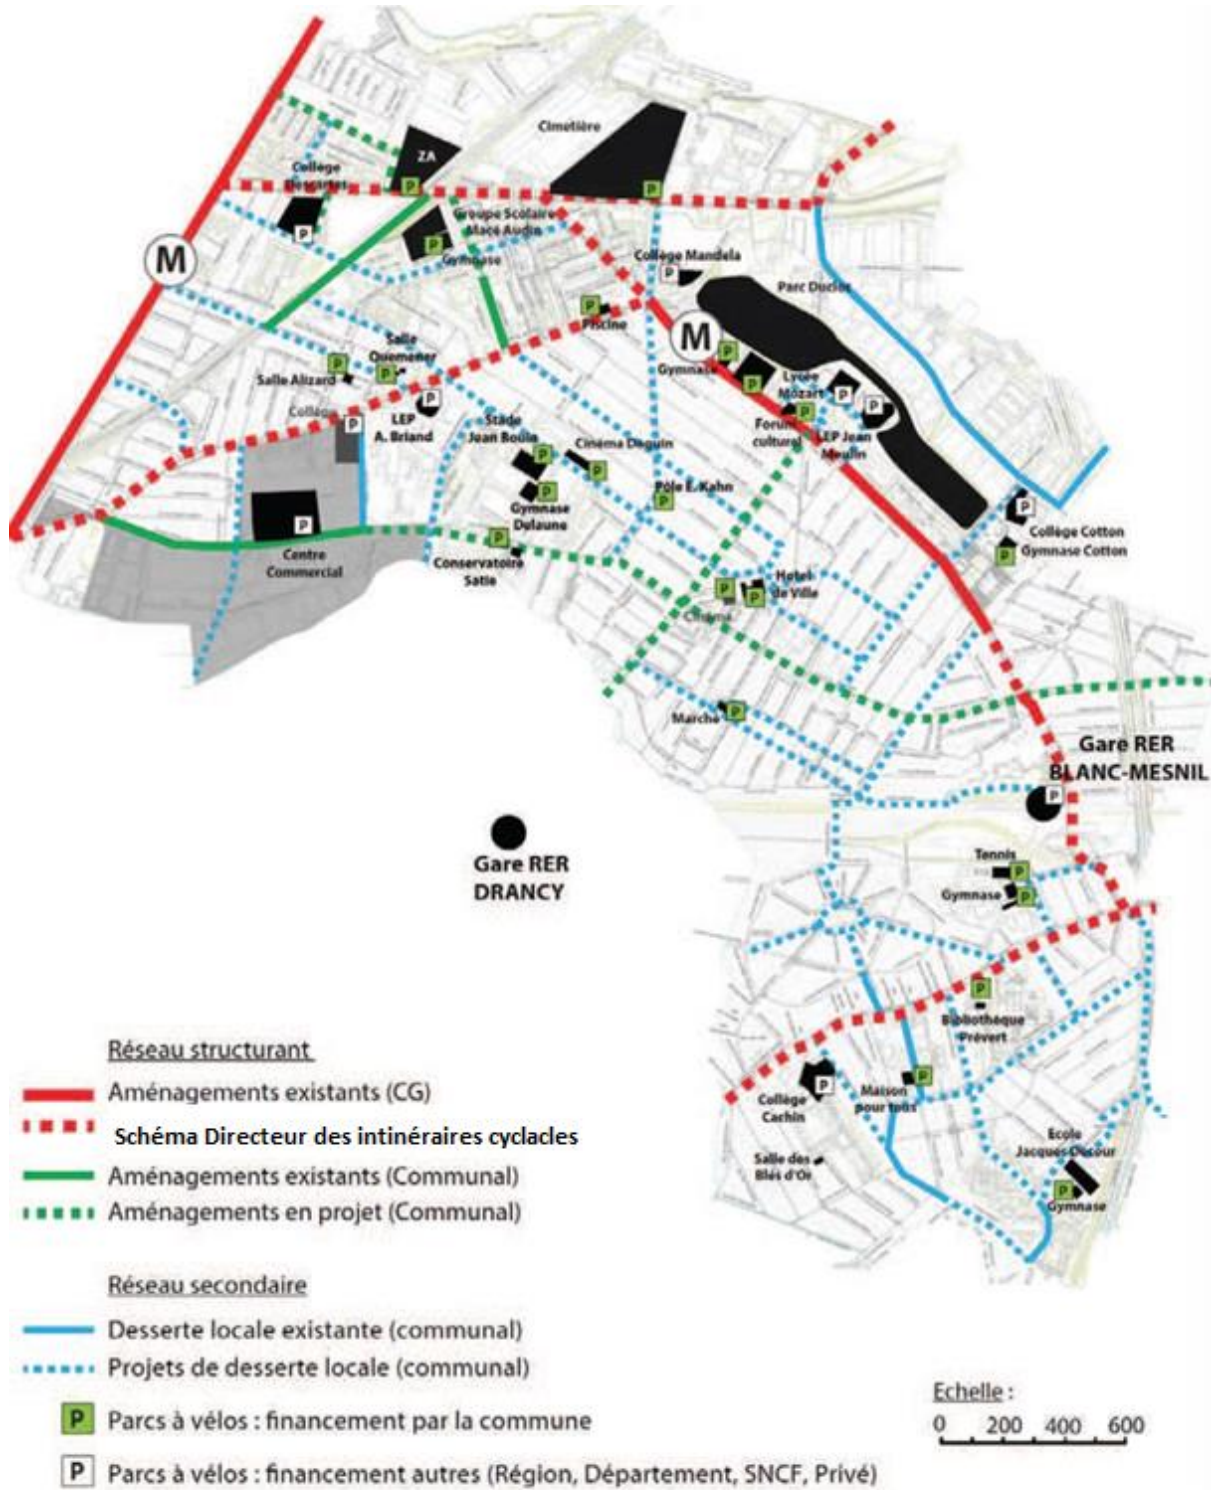 Cimetière
ZA
P
P
Collège
Descartes
P
Groupe Scolaire
Macé Audin
P
Gymnase
M
Collège Mandela
P
Parc Duclos
P
Piscine
M
P
Gymnase
P
Lycée
Mozart
P
P
P
Forum
culturel
LEP Jean
Moulin
Salle
Quemener
P
P
Salle Alizard
P
LEP
A. Briand
Collège
P
Stade
Jean Bouin
P
Cinéma Daguin
P
P
Gymnase
Delaune
Pôle E. Kahn
P
P
Collège Cotton
Gymnase Cotton
P
P
Centre
Commercial
P
Conservatoire
Satie
P
P
Hotel
de Ville
Cinéma
Marché
P
Gare RER
BLANC-MESNIL
P
Gare RER
DRANCY
Tennis
P
Gymnase
P
P
Bibliothèque
Prévert
Collège
Cachin
P
Maison
pour tous
P
Salle des
Blés d'Or
Ecole
Jacques Decour
P
Gymnase
Réseau structurant
Aménagements existants (CG)
Schéma Directeur des intinéraires cyclacles
Aménagements existants (Communal)
Aménagements en projet (Communal)
Réseau secondaire
Desserte locale existante (communal)
Projets de desserte locale (communal)
P Parcs à vélos : financement par la commune
P Parcs à vélos : financement autres (Région, Département, SNCF, Privé)
Echelle :
0 200 400 600